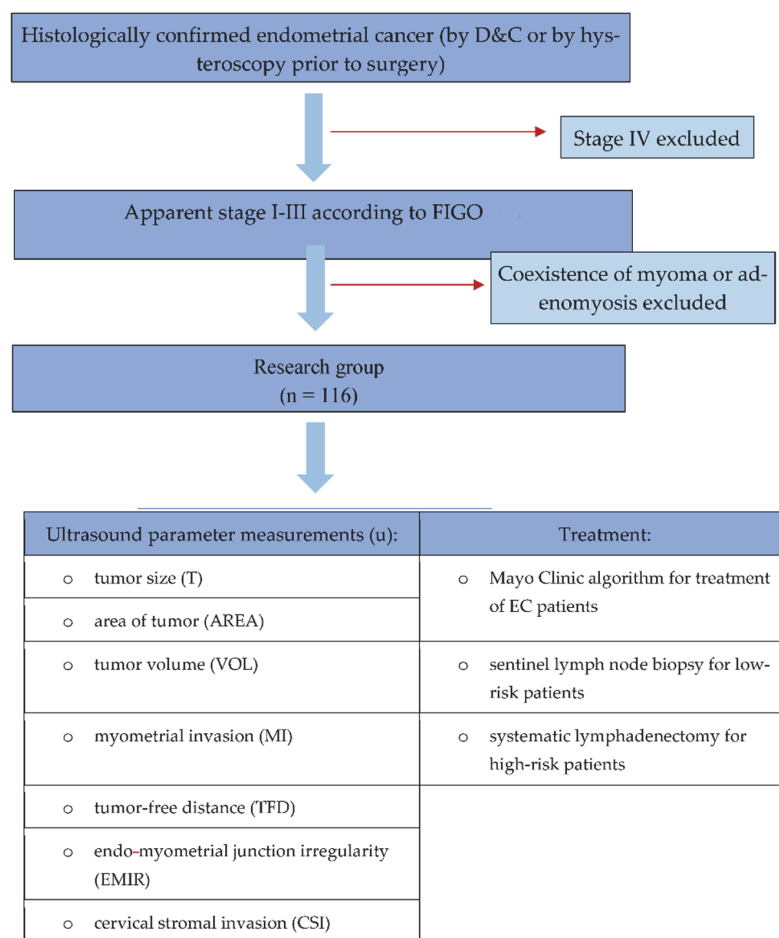 Histologically confirmed endometrial cancer (by D&C or by hys-
teroscopy prior to surgery)
Stage IV excluded
Apparent stage I-III according to FIGO
Coexistence of myoma or ad-
enomyosis excluded
Research group
(n = 116)
Ultrasound parameter measurements (u):
o tumor size (T)
o area of tumor (AREA)
o tumor volume (VOL)
o myometrial invasion (MI)
o tumor-free distance (TFD)
o endo-myometrial junction irregularity
(EMIR)
o cervical stromal invasion (CSI)
Treatment:
o Mayo Clinic algorithm for treatment
of EC patients
o sentinel lymph node biopsy for low-
risk patients
o systematic lymphadenectomy for
high-risk patients